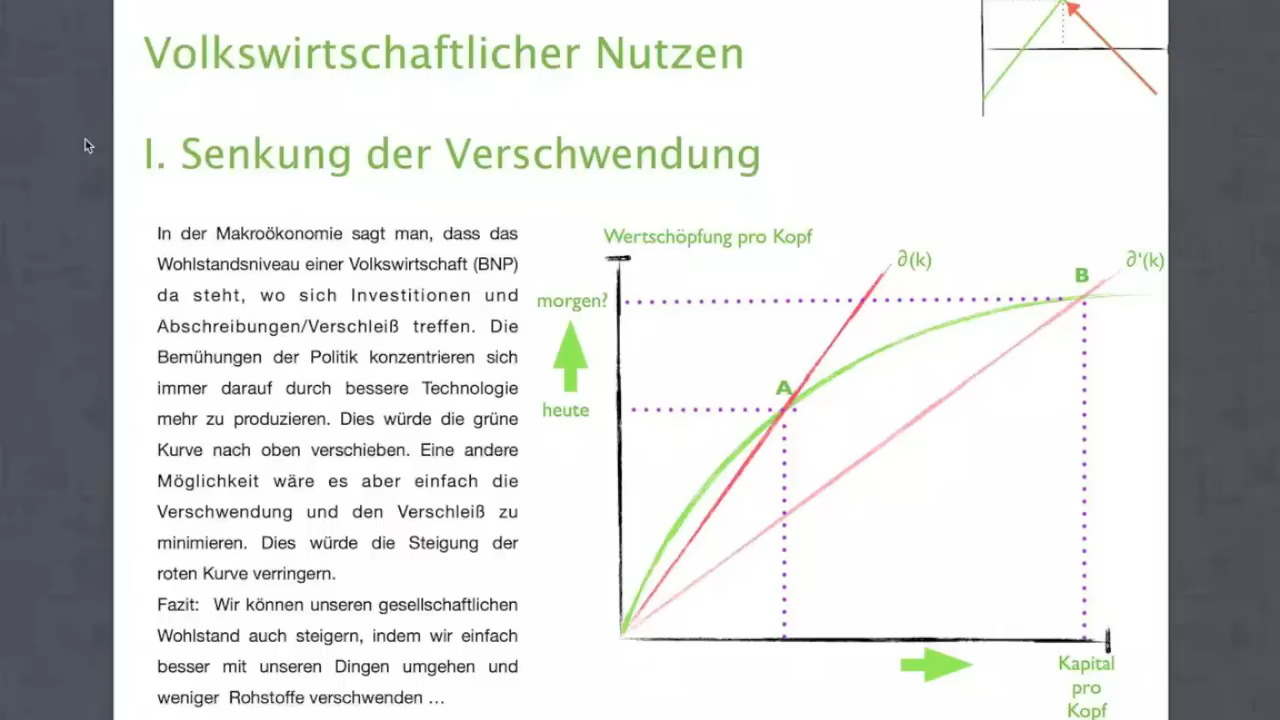 Volkswirtschaftlicher Nutzen
I. Senkung der Verschwendung
In der Makroökonomie sagt man, dass das
Wohlstandsniveau einer Volkswirtschaft (BNP)
da steht, wo sich Investitionen und
Abschreibungen/Verschleiß treffen. Die
Bemühungen der Politik konzentrieren sich
immer darauf durch bessere Technologie
mehr zu produzieren. Dies würde die grüne
Kurve nach oben verschieben. Eine andere
Möglichkeit wäre es aber einfach die
Verschwendung und den Verschleiß zu
minimieren. Dies würde die Steigung der
roten Kurve verringern.
Fazit: Wir können unseren gesellschaftlichen
Wohlstand auch steigern, indem wir einfach
besser mit unseren Dingen umgehen und
weniger Rohstoffe verschwenden …
Wertschöpfung pro Kopf
∂(k)
∂'(k)
B
morgen?
A
heute
Kapital
pro
Kopf